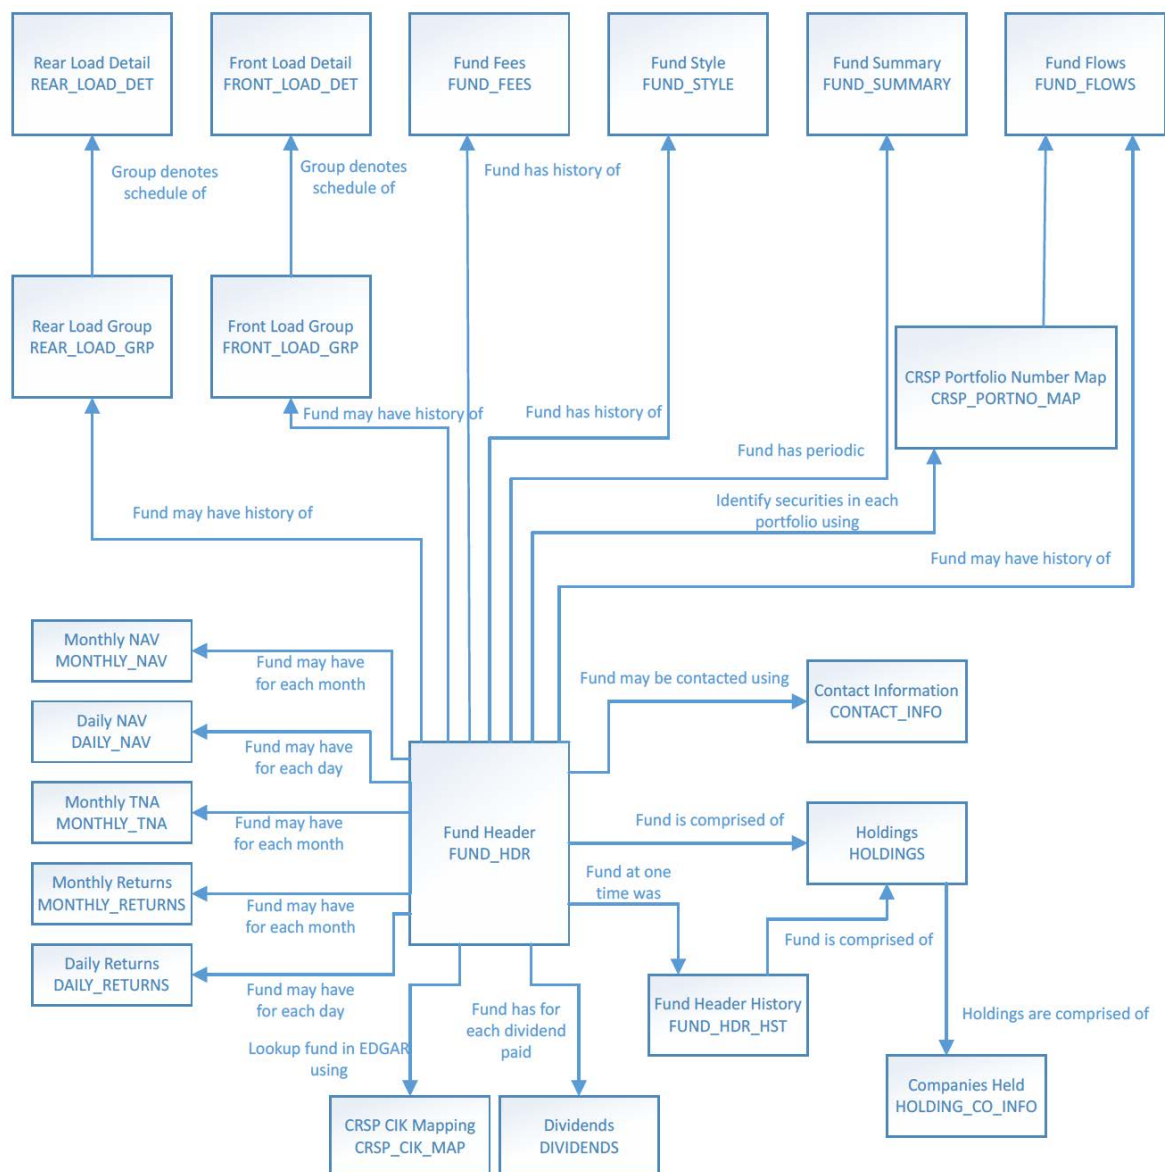 Rear Load Detail
REAR_LOAD_DET
Front Load Detail
FRONT_LOAD_DET
Fund Fees
FUND_FEES
Fund Style
FUND_STYLE
Fund Summary
FUND_SUMMARY
Fund Flows
FUND_FLOWS
Group denotes
schedule of
Group denotes
schedule of
Fund has history of
Rear Load Group
REAR_LOAD_GRP
Front Load Group
FRONT_LOAD_GRP
CRSP Portfolio Number Map
CRSP_PORTNO_MAP
Fund may have history of
Fund has history of
Fund has periodic
Fund may have history of
Identify securities in each
portfolio using
Fund may have history of
Monthly NAV
MONTHLY_NAV
Fund may have
for each month
Fund may be contacted using
Contact Information
CONTACT_INFO
Daily NAV
DAILY_NAV
Fund may have
for each day
Monthly TNA
MONTHLY_TNA
Fund may have
for each month
Fund Header
FUND_HDR
Fund is comprised of
Holdings
HOLDINGS
Monthly Returns
MONTHLY_RETURNS
Fund may have
for each month
Fund at one
time was
Fund is comprised of
Daily Returns
DAILY_RETURNS
Fund may have
for each day
Fund has for
each dividend
paid
Fund Header History
FUND_HDR_HST
Holdings are comprised of
Lookup fund in EDGAR
using
Companies Held
HOLDING_CO_INFO
CRSP CIK Mapping
CRSP_CIK_MAP
Dividends
DIVIDENDS